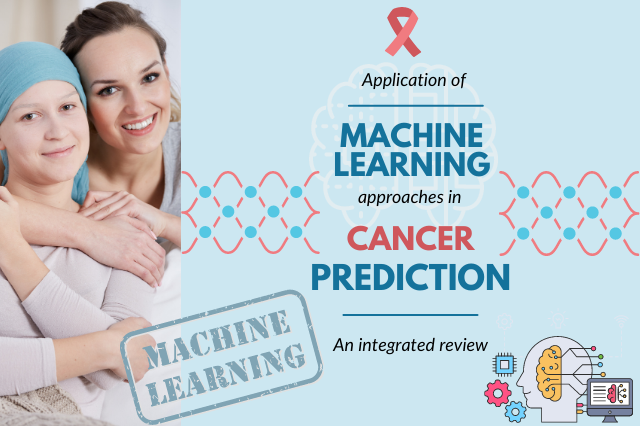 Application of
MACHINE
LEARNING
approaches in
CANCER
PREDICTION
An integrated review
MACHINE
LEARNING